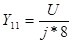 Y₁₁ = U / j * 8